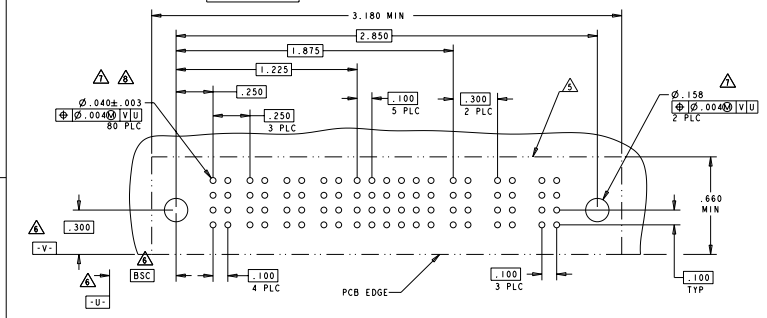 3.180 MIN
2.850
1.875
1.225
.250
.100
5 PLC
.300
2 PLC
.250
3 PLC
7 8
Ø.040±.003
⌖ Ø.004Ⓜ V U
80 PLC
5
7
Ø.158
⌖ Ø.004Ⓜ V U
2 PLC
.660
MIN
6
.300
-V-
6
BSC
6
-U-
.100
4 PLC
PCB EDGE
.100
3 PLC
.100
TYP